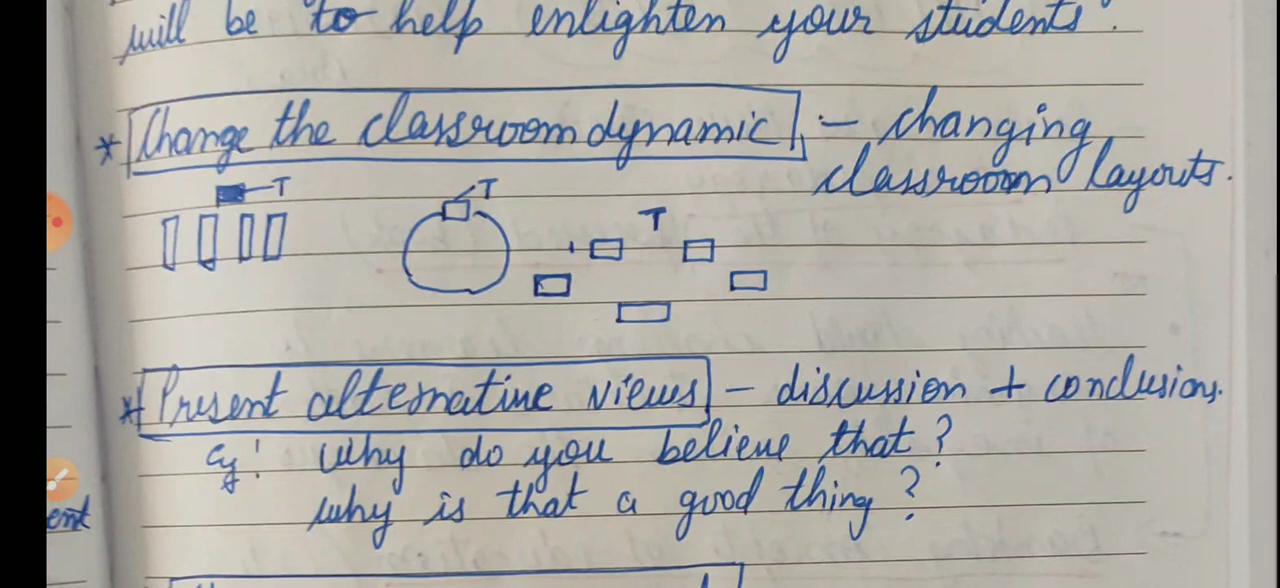 will be to help enlighten your students.
* Change the classroom dynamic - changing
classroom layouts.
T T T
* Present alternative views - discussion + conclusions.
eg: Why do you believe that?
why is that a good thing?
ent